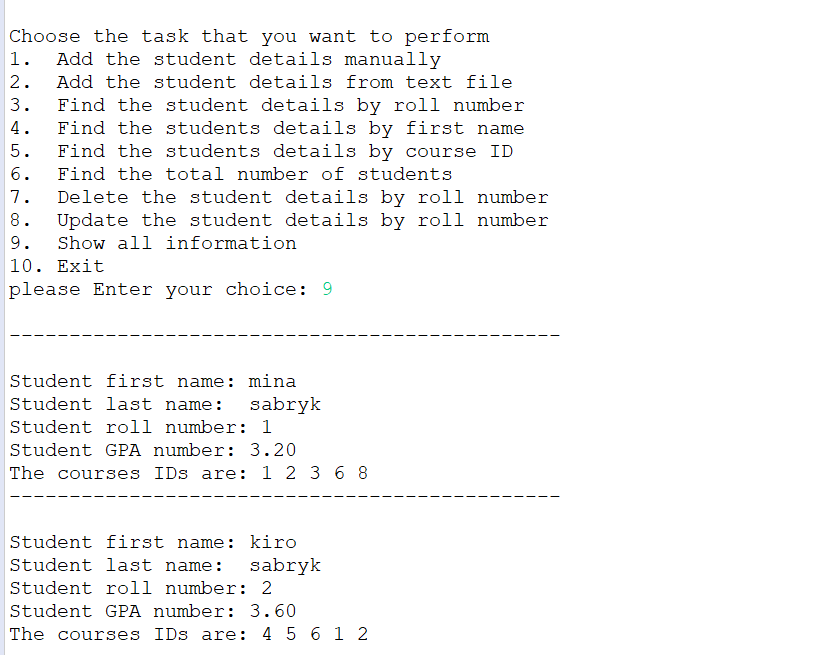 Choose the task that you want to perform
1.  Add the student details manually
2.  Add the student details from text file
3.  Find the student details by roll number
4.  Find the students details by first name
5.  Find the students details by course ID
6.  Find the total number of students
7.  Delete the student details by roll number
8.  Update the student details by roll number
9.  Show all information
10. Exit
please Enter your choice: 9
----------------------------------------------
Student first name: mina
Student last name:  sabryk
Student roll number: 1
Student GPA number: 3.20
The courses IDs are: 1 2 3 6 8
----------------------------------------------
Student first name: kiro
Student last name:  sabryk
Student roll number: 2
Student GPA number: 3.60
The courses IDs are: 4 5 6 1 2